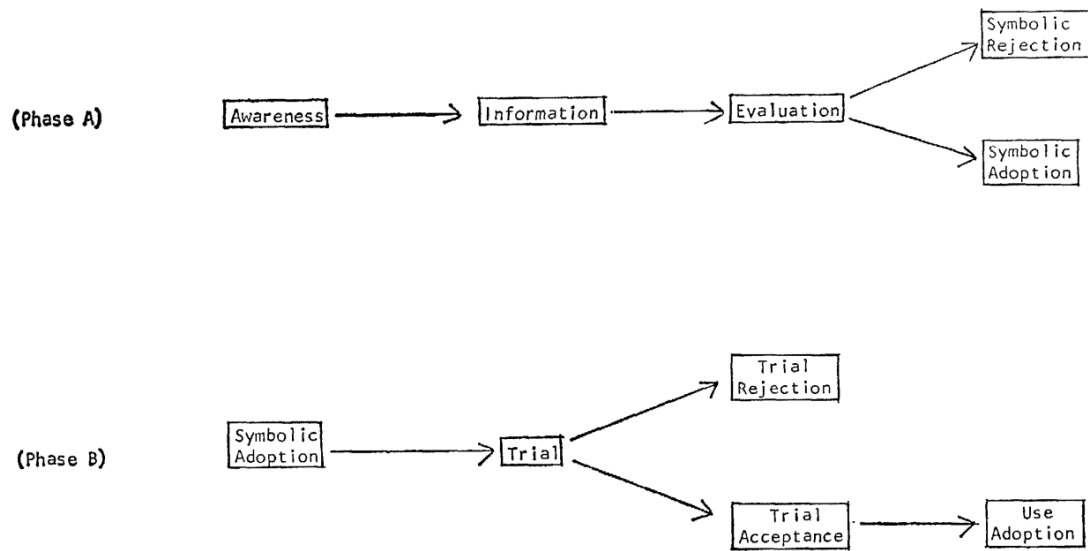 Symbolic
Rejection
(Phase A)
Awareness
Information
Evaluation
Symbolic
Adoption
Trial
Rejection
(Phase B)
Symbolic
Adoption
Trial
Trial
Acceptance
Use
Adoption